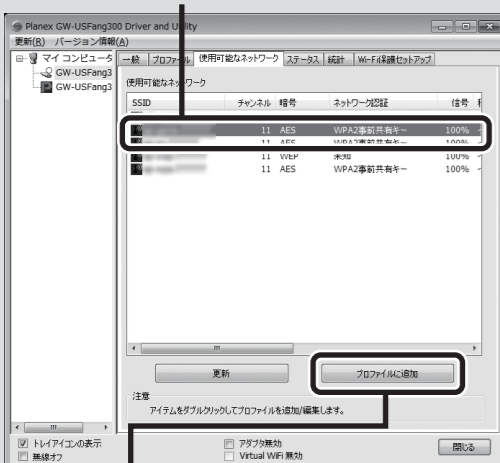 Planex GW-USFang300 Driver and Utility
更新(R) バージョン情報(A)
マイ コンピュータ
GW-USFang3
GW-USFang3
一般 プロファイル 使用可能なネットワーク ステータス 統計 Wi-Fi保護セットアップ
使用可能なネットワーク
SSID チャンネル 暗号 ネットワーク認証 信号
11 AES WPA2事前共有キー 100%
11 AES WPA2事前共有キー 100%
11 WEP 未知 100%
11 AES WPA2事前共有キー 100%
更新 プロファイルに追加
注意
アイテムをダブルクリックしてプロファイルを追加/編集します。
トレイアイコンの表示 アダプタ無効 閉じる
無線オフ Virtual WiFi 無効